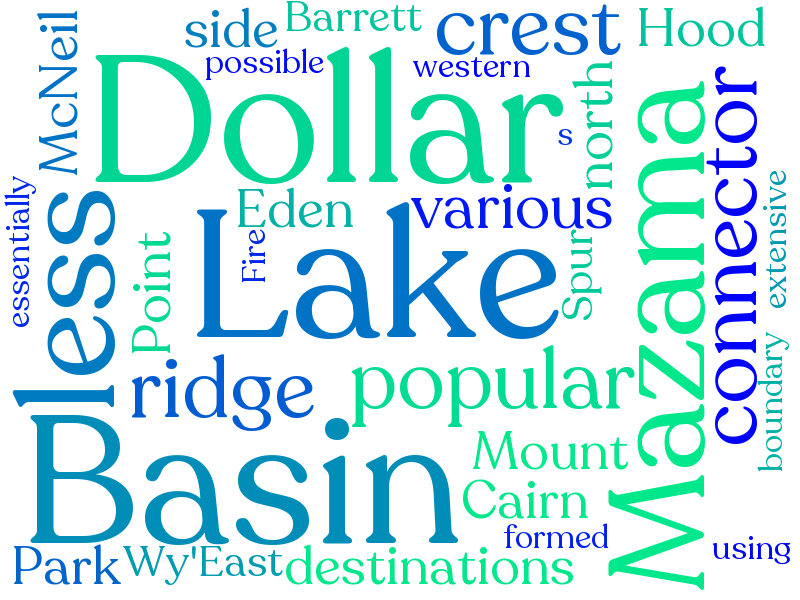 Barrett
side
crest
Hood
McNeil
possible
western
Dollar
s
north
Mazama
connector
essentially
less
Eden
various
extensive
Point
Fire
Lake
Spur
ridge
popular
boundary
Basin
Mount
Cairn
formed
using
Park
Wy'East
destinations